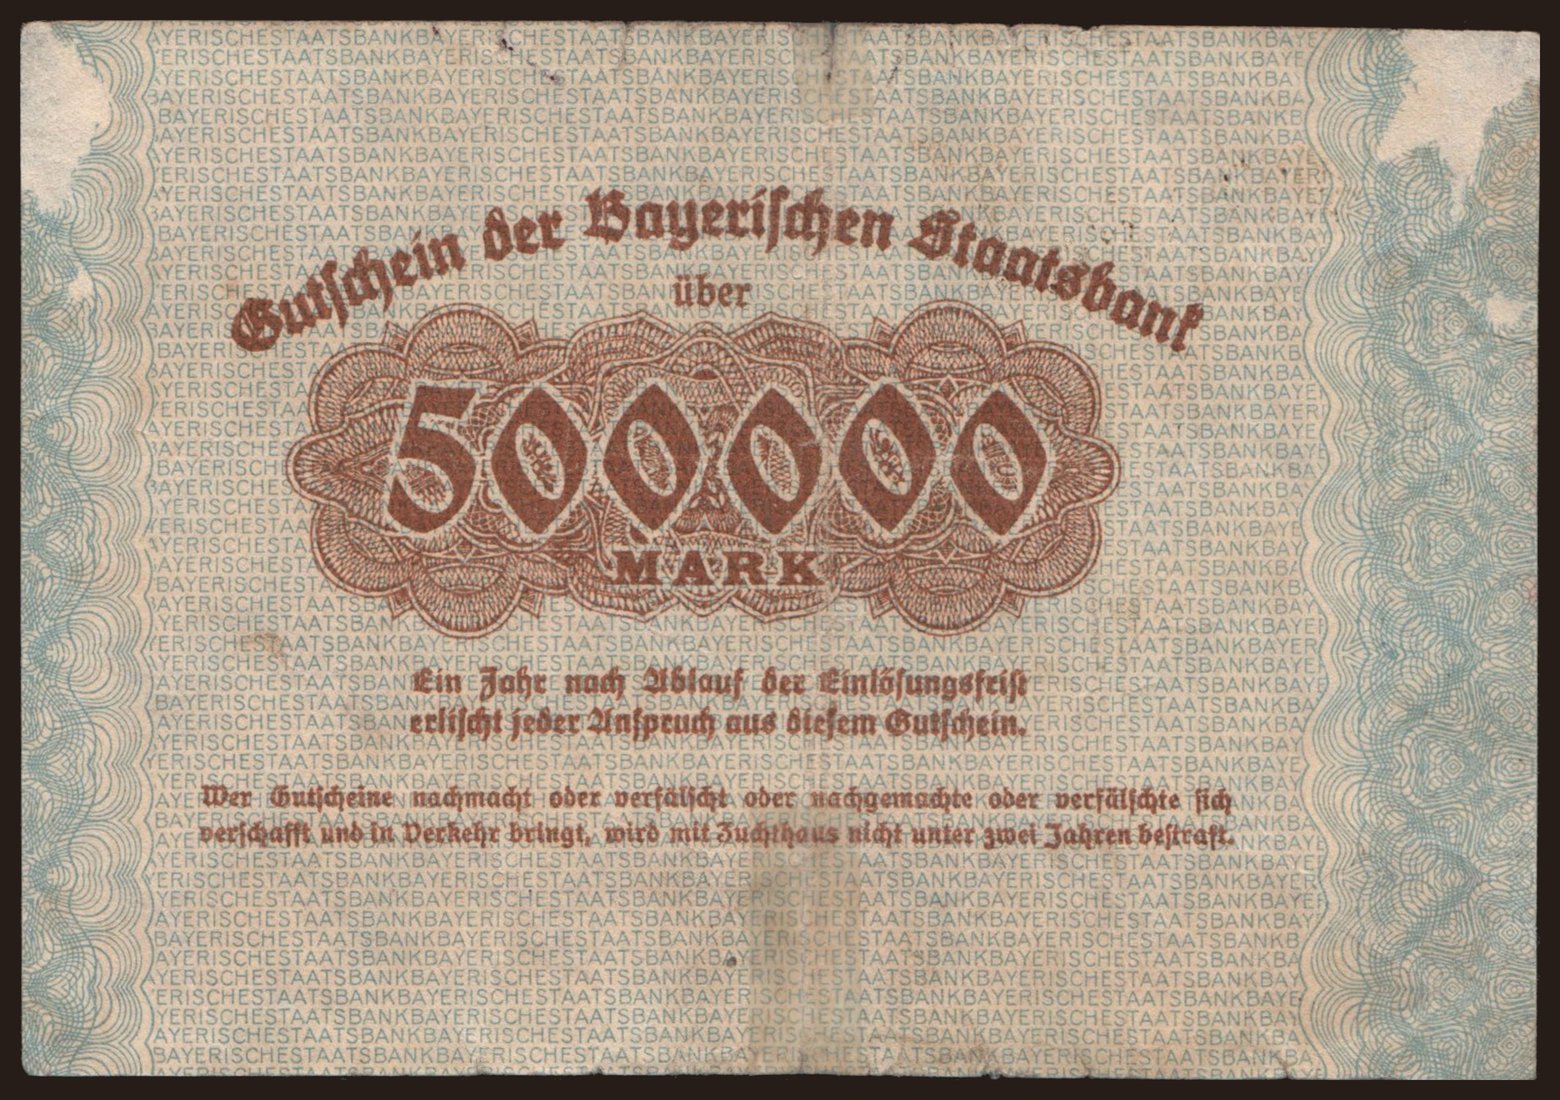 Gutschein der Bayerischen Staatsbank
über
500000
MARK
Ein Jahr nach Ablauf der Einlösungsfrist
erlischt jeder Anspruch aus diesem Gutschein.
Wer Gutscheine nachmacht oder verfälscht oder nachgemachte oder verfälschte sich
verschafft und in Verkehr bringt, wird mit Zuchthaus nicht unter zwei Jahren bestraft.